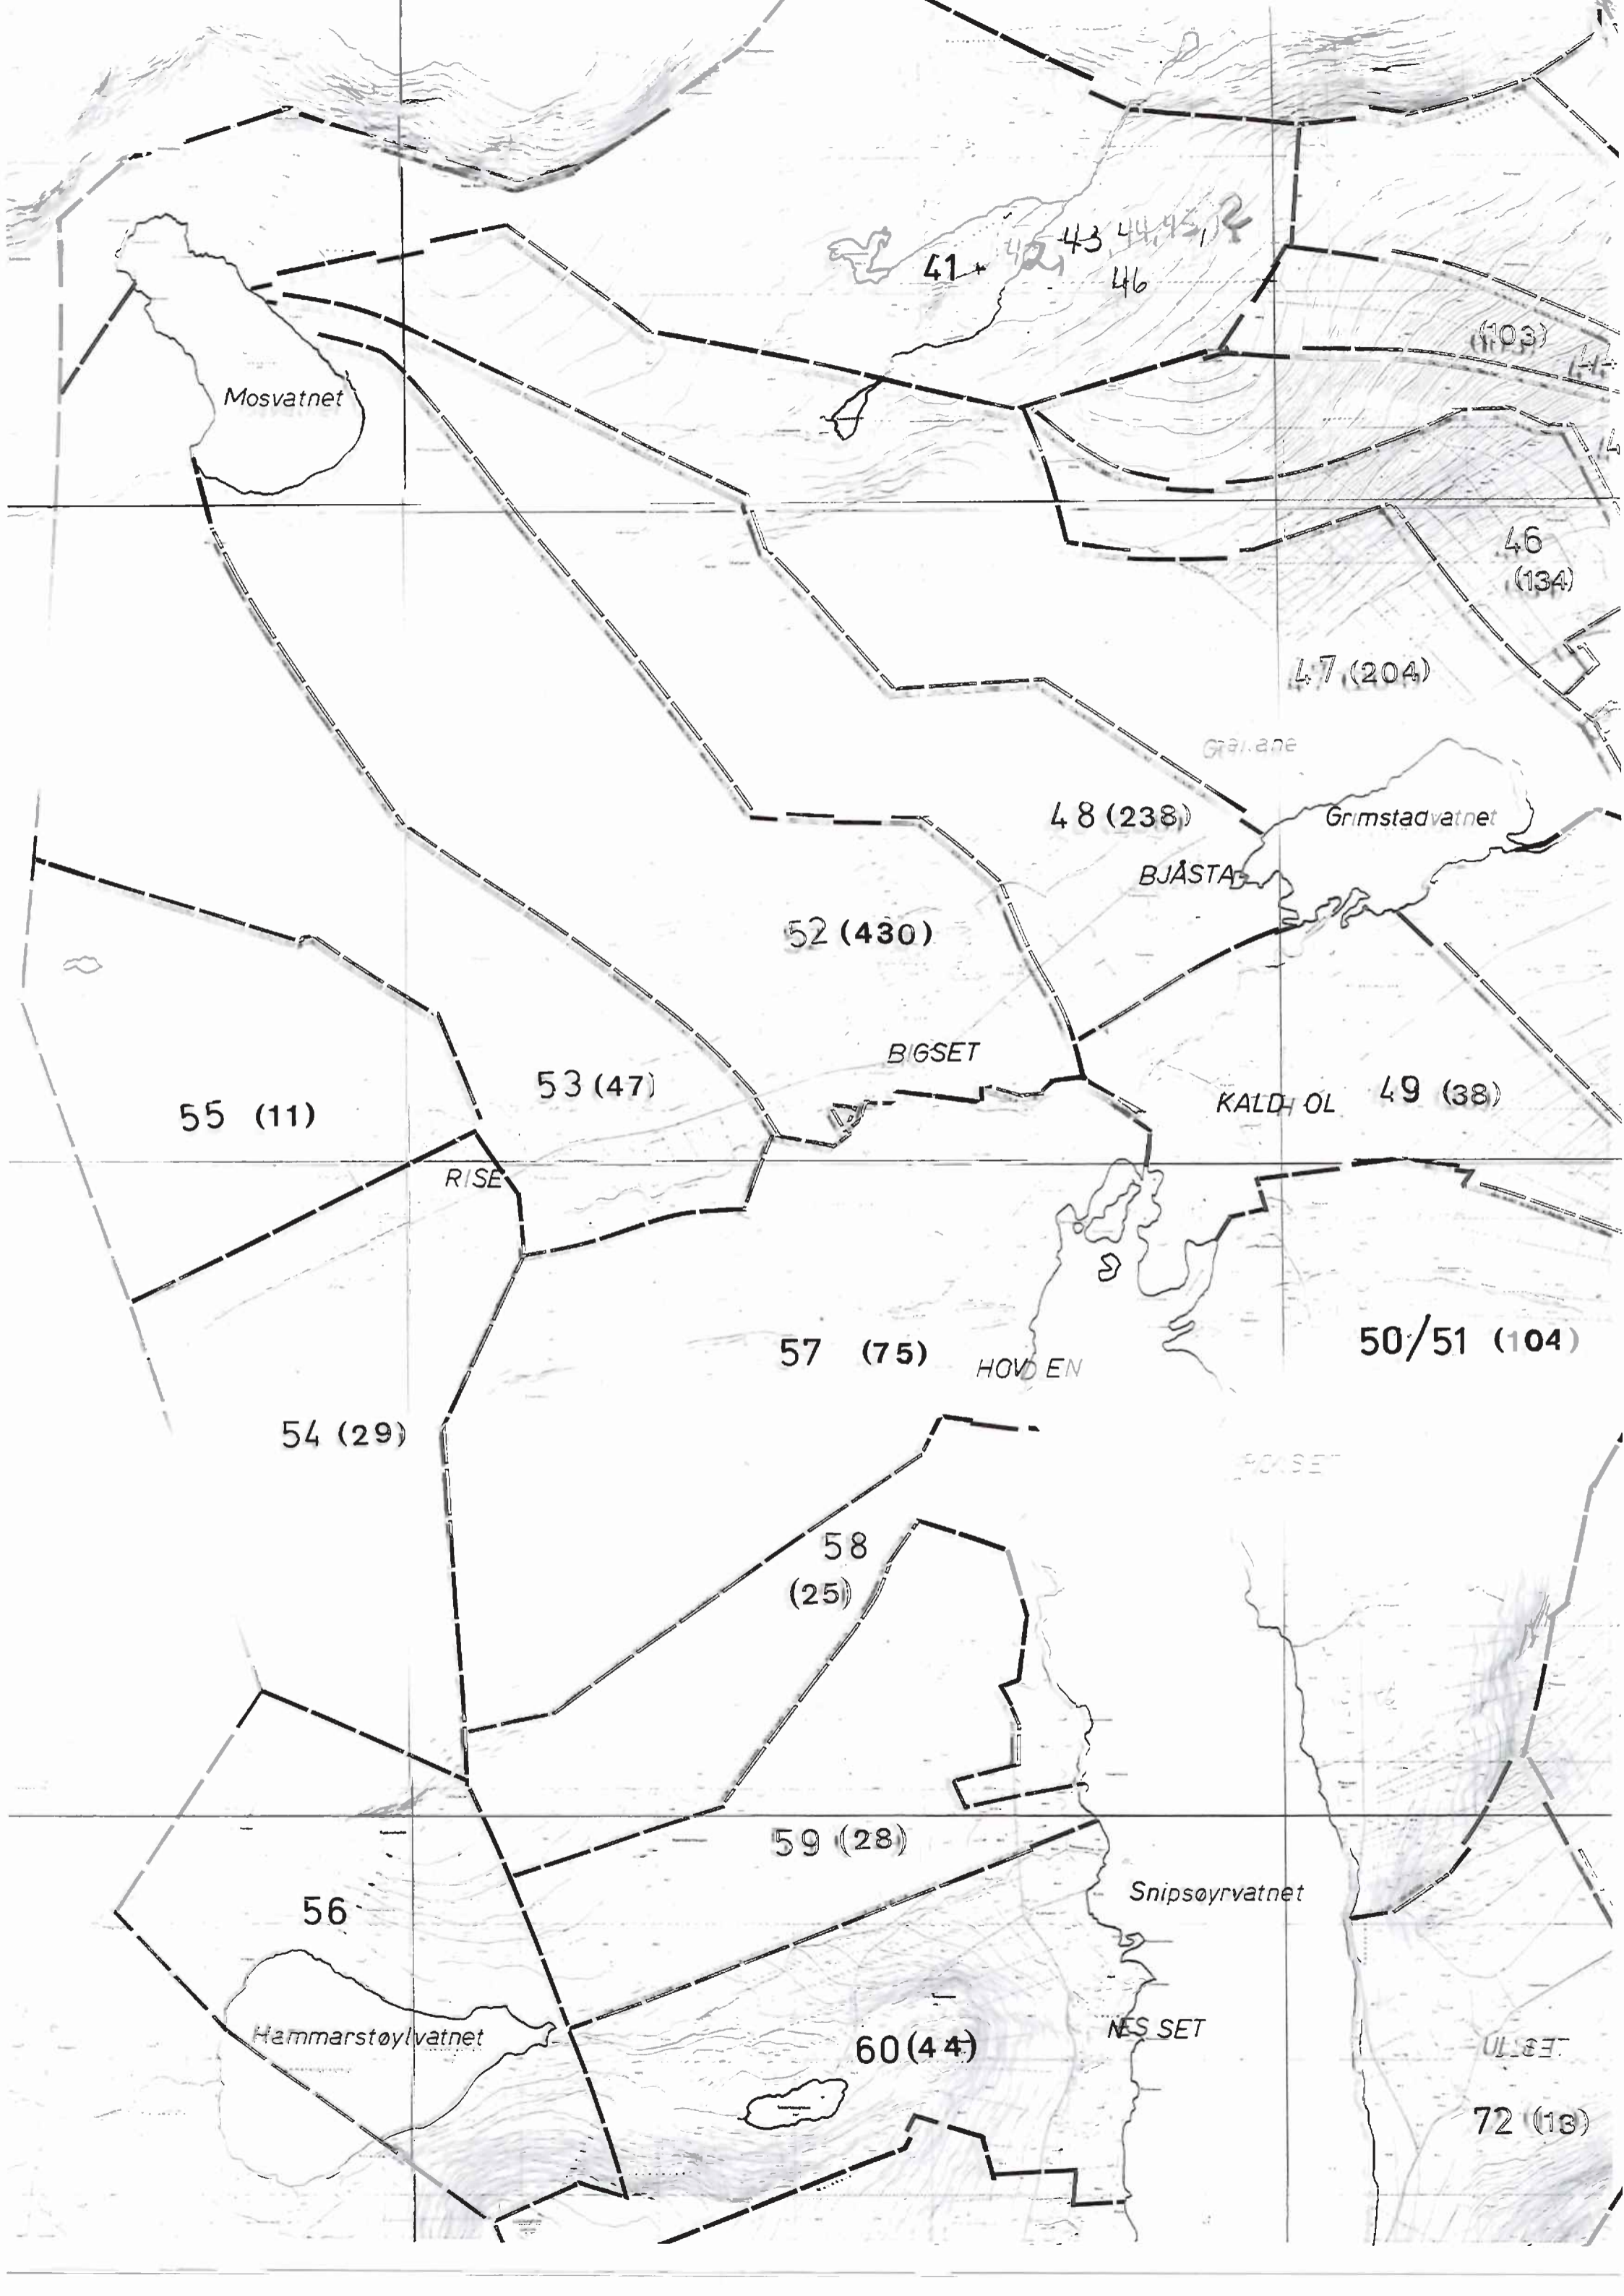 43 44,45,
41 + 42,
46
(103)
44
Mosvatnet
46
(134)
47 (204)
48 (238)
Grimstadvatnet
BJÅSTA
52 (430)
BIGSET
53 (47)
55 (11)
KALDHOL
49 (38)
RISE
57 (75)
HOVDEN
50/51 (104)
54 (29)
58
(25)
59 (28)
Snipsøyrvatnet
56
Hammarstøylvatnet
60 (44)
NESSET
72 (13)